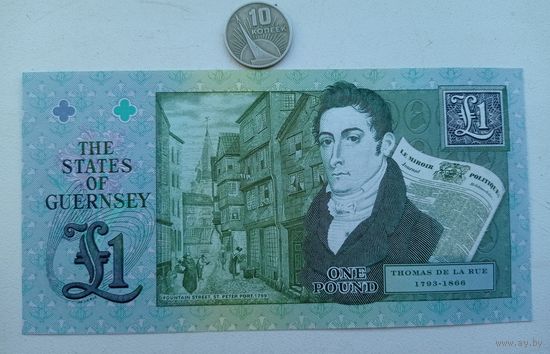 10
КОПЕЕК
THE
STATES
OF
GUERNSEY
£1
£1
LE MIROIR POLITIQUE
FOUNTAIN STREET, ST. PETER PORT, 1799
ONE
POUND
THOMAS DE LA RUE
1793-1866
www.ay.by